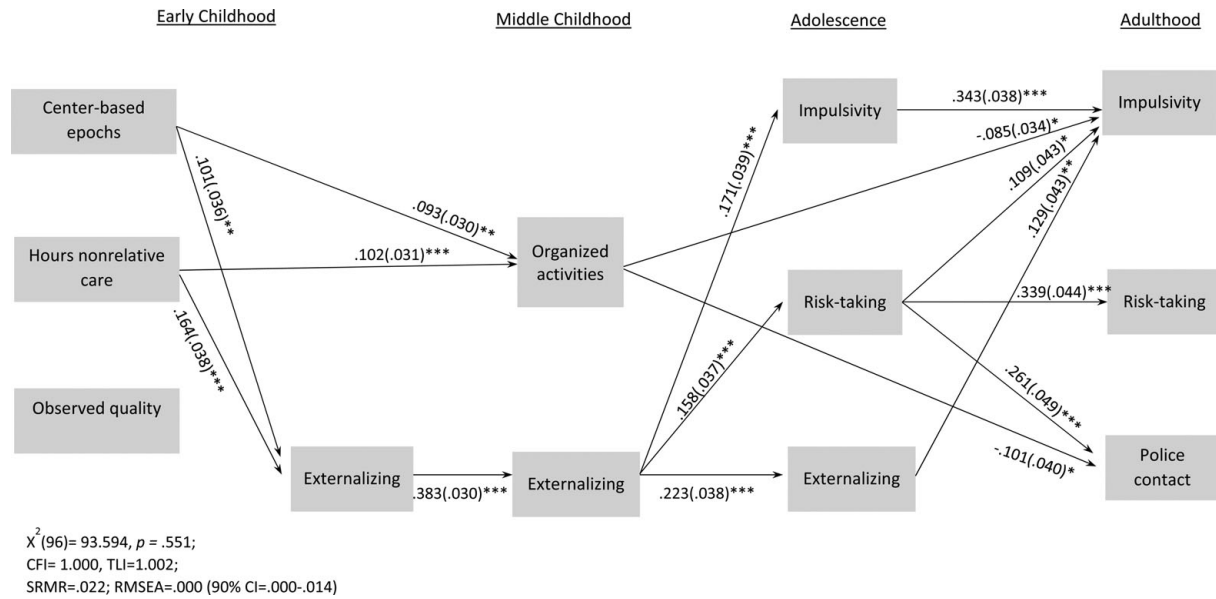 Early Childhood
Middle Childhood
Adolescence
Adulthood
Center-based
epochs
Impulsivity
.343(.038)***
Impulsivity
-.085(.034)*
.109(.043)*
.129(.043)**
.171(.039)***
.101(.036)**
.093(.030)**
Hours nonrelative
care
.102(.031)***
Organized
activities
Risk-taking
.339(.044)***
Risk-taking
.164(.038)***
.158(.037)***
.261(.049)***
Observed quality
-.101(.040)*
Police
contact
Externalizing
.383(.030)***
Externalizing
.223(.038)***
Externalizing
X2(96)= 93.594, p = .551;
CFI= 1.000, TLI=1.002;
SRMR=.022; RMSEA=.000 (90% CI=.000-.014)